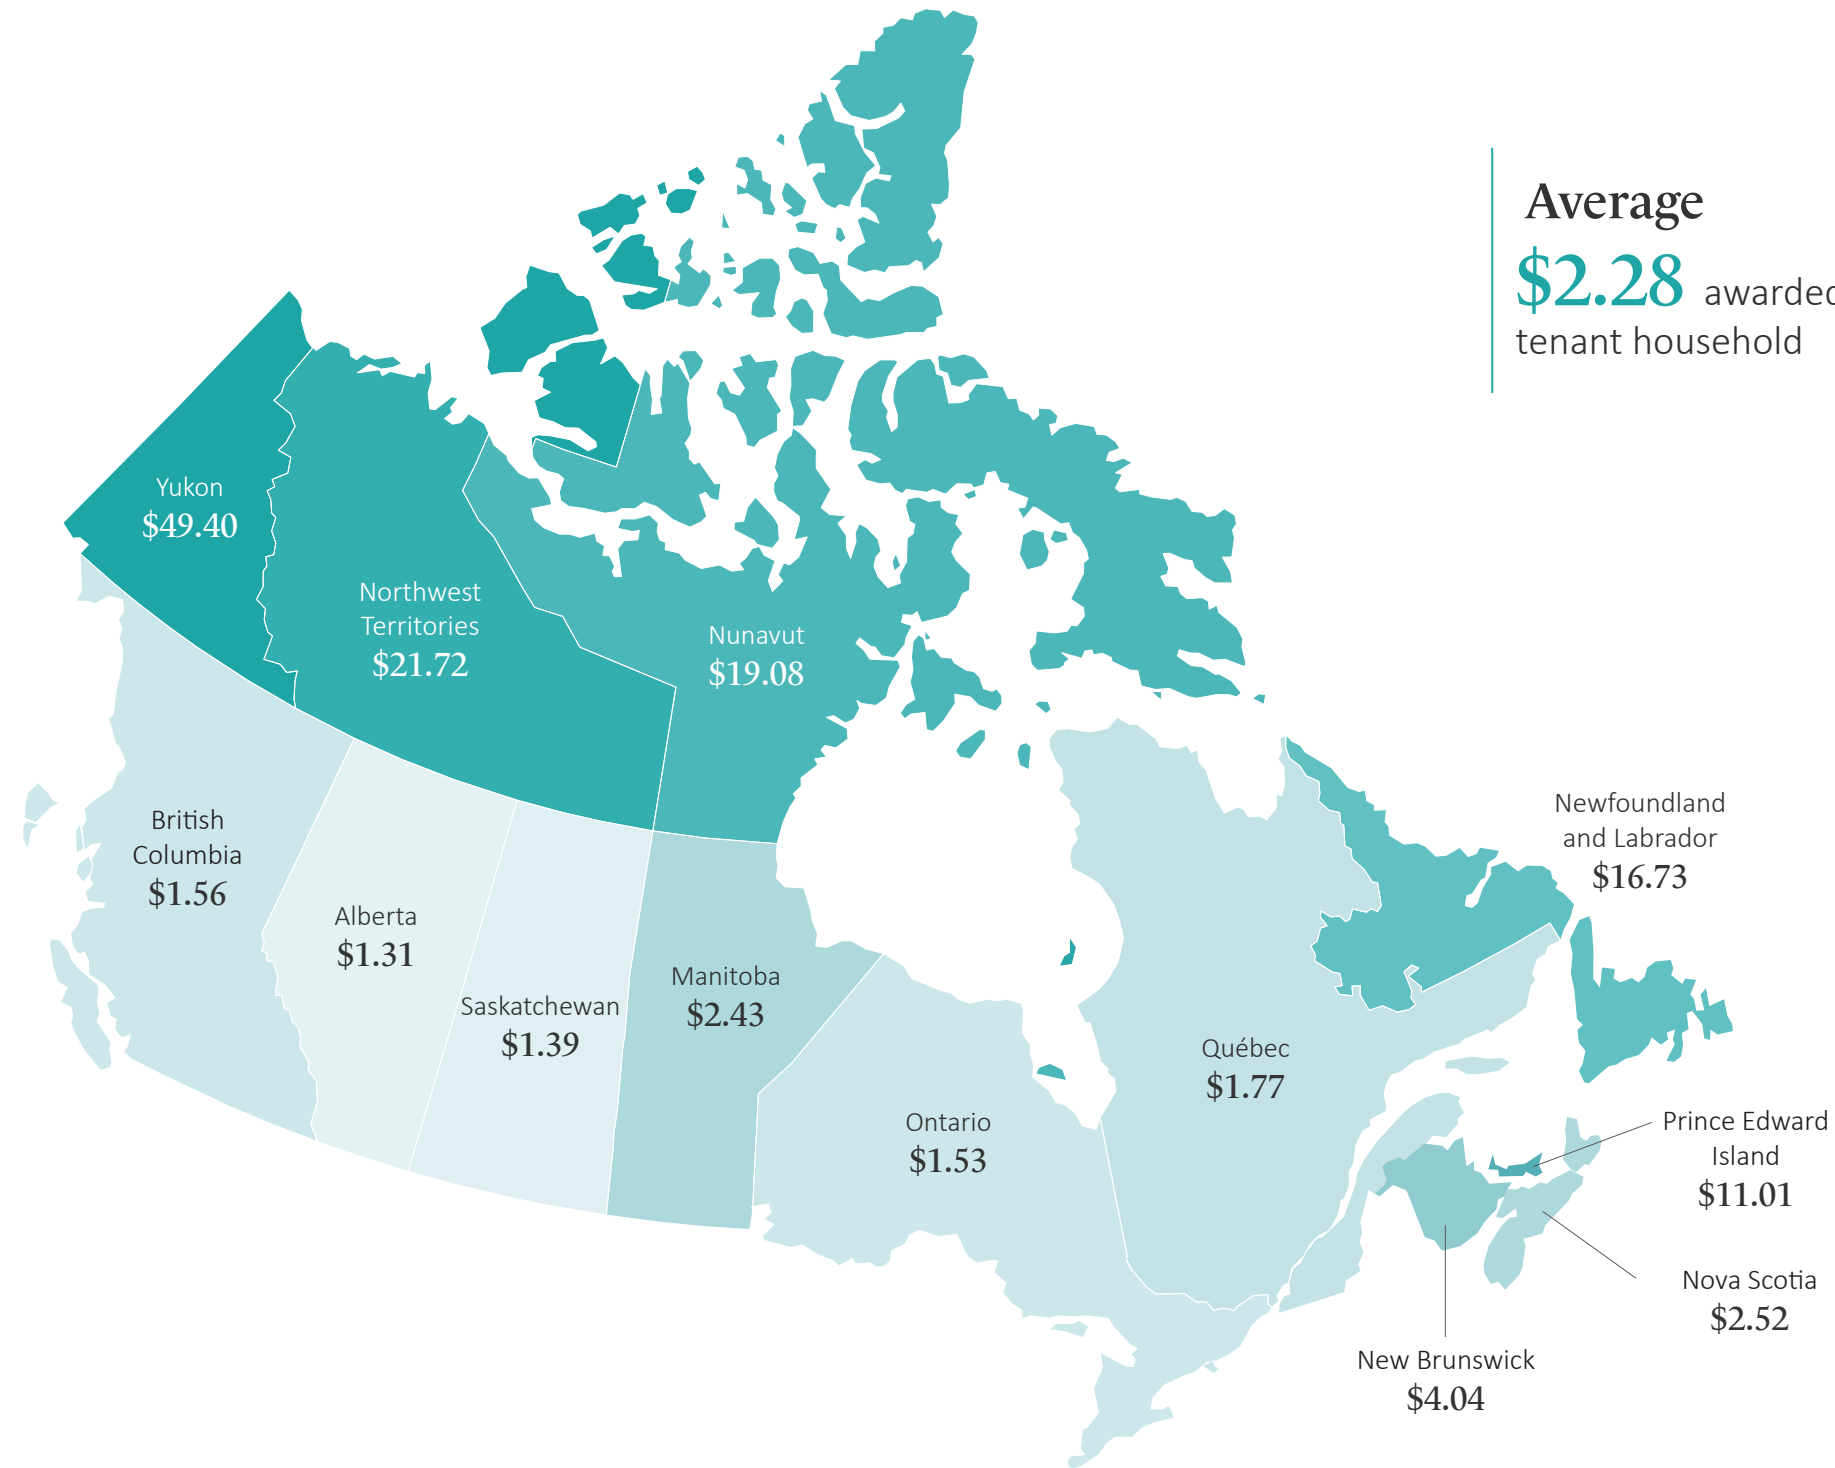 Average
$2.28
tenant household
Yukon
$49.40
Northwest
Territories
$21.72
Nunavut
$19.08
British
Columbia
$1.56
Alberta
$1.31
Saskatchewan
$1.39
Manitoba
$2.43
Ontario
$1.53
Québec
$1.77
Newfoundland
and Labrador
$16.73
Prince Edward
Island
$11.01
Nova Scotia
$2.52
New Brunswick
$4.04